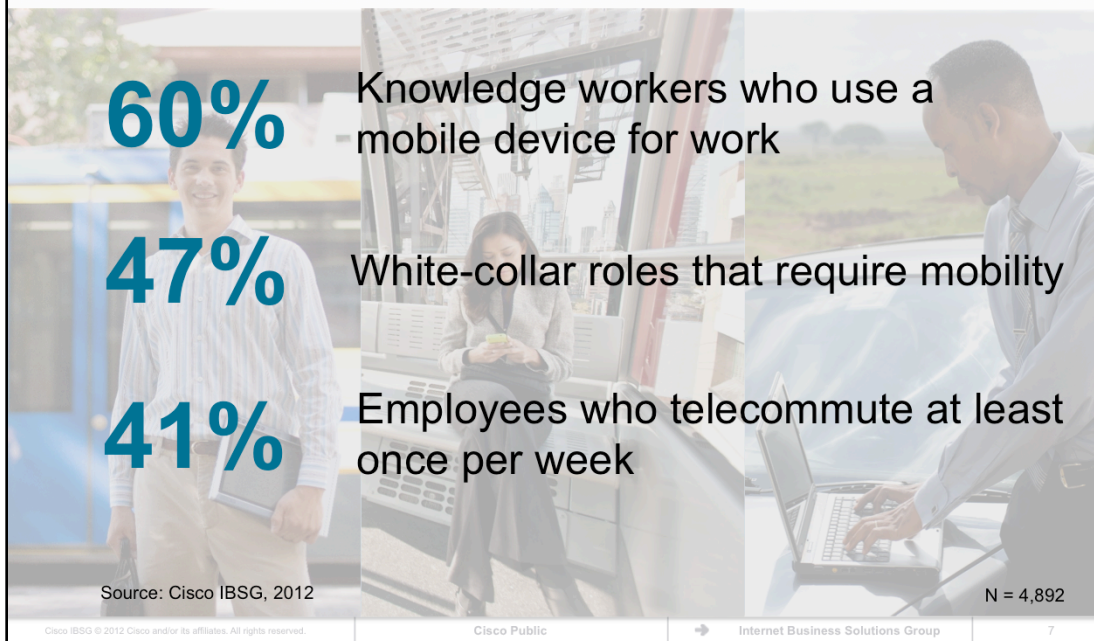 60%
Knowledge workers who use a
mobile device for work
47%
White-collar roles that require mobility
41%
Employees who telecommute at least
once per week
Source: Cisco IBSG, 2012
N = 4,892
Cisco IBSG © 2012 Cisco and/or its affiliates. All rights reserved.
Cisco Public
➔ Internet Business Solutions Group
7